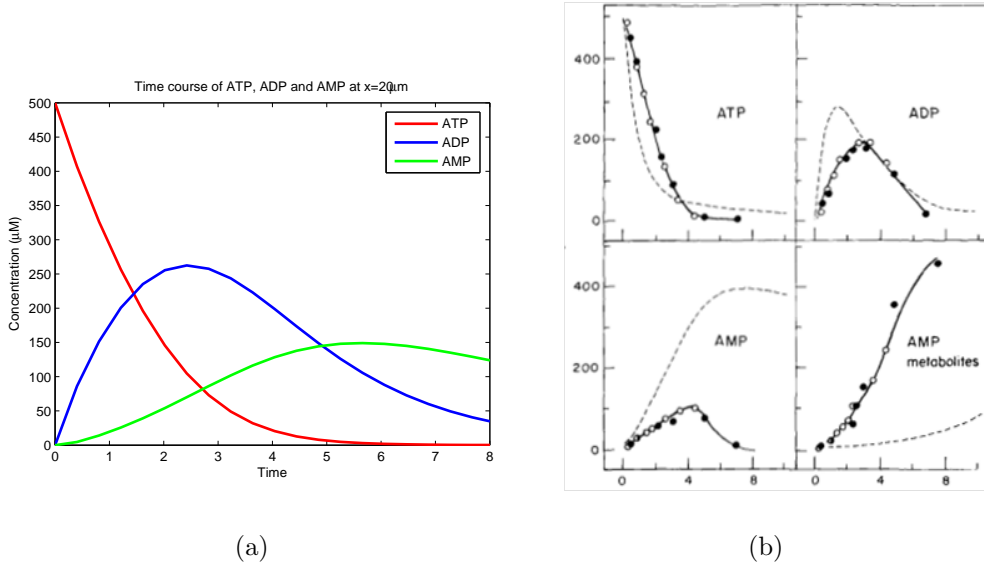 Time course of ATP, ADP and AMP at x=20μm
500
450
400
350
300
250
200
150
100
50
0
Concentration (μM)
ATP
ADP
AMP
0 1 2 3 4 5 6 7 8
Time
(a)
400
200
0
ATP
ADP
400
200
0
AMP
AMP
metabolites
0 4 8
0 4 8
(b)